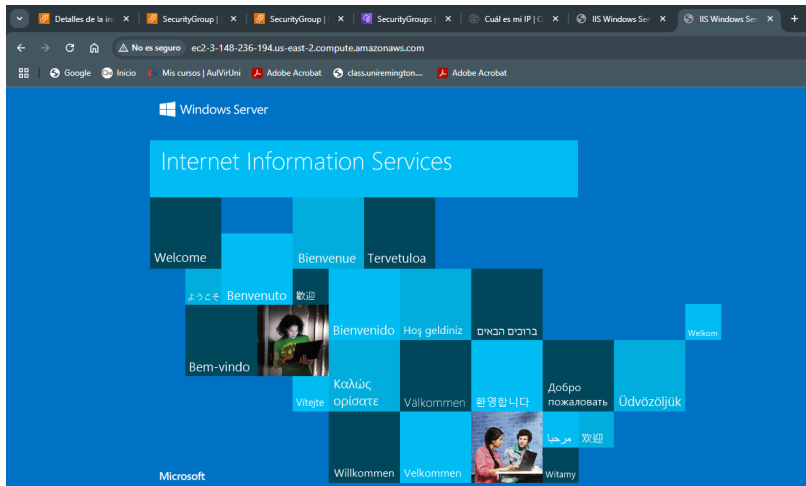 Detalles de la ins
SecurityGroup |
SecurityGroup |
SecurityGroups |
Cuál es mi IP | C
IIS Windows Ser
IIS Windows Ser
No es seguro ec2-3-148-236-194.us-east-2.compute.amazonaws.com
Google Inicio Mis cursos | AulVirUni Adobe Acrobat class.uniremington.... Adobe Acrobat
Windows Server
Internet Information Services
Welcome
Bienvenue
Tervetuloa
ようこそ
Benvenuto
歡迎
Bienvenido
Hoş geldiniz
ברוכים הבאים
Welkom
Bem-vindo
Vítejte
Καλώς
ορίσατε
Välkommen
환영합니다
Добро
пожаловать
Üdvözöljük
مرحبا
欢迎
Willkommen
Velkommen
Witamy
Microsoft